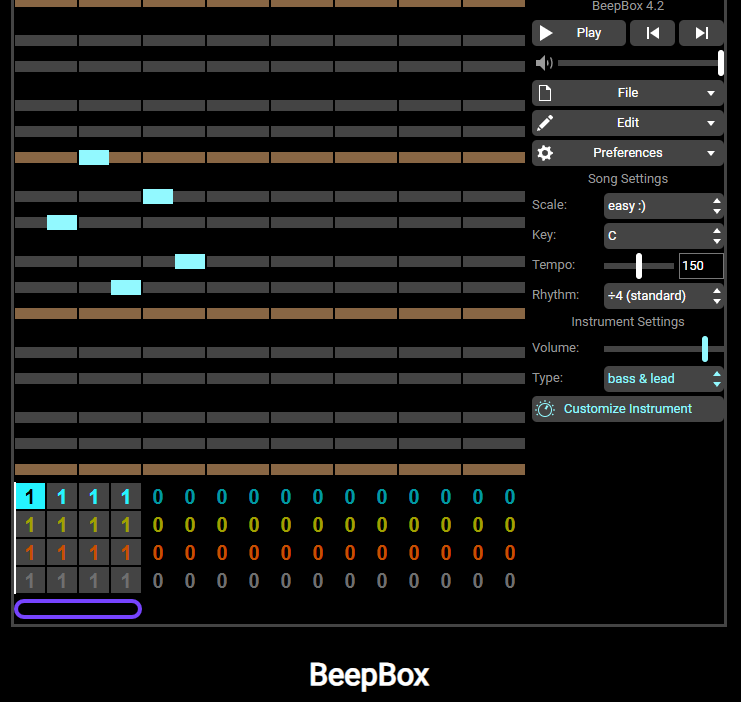 BeepBox 4.2
Play
File
Edit
Preferences
Song Settings
Scale: easy :)
Key: C
Tempo: 150
Rhythm: ÷4 (standard)
Instrument Settings
Volume:
Type: bass & lead
Customize Instrument
1 1 1 1 0 0 0 0 0 0 0 0 0 0 0 0
1 1 1 1 0 0 0 0 0 0 0 0 0 0 0 0
1 1 1 1 0 0 0 0 0 0 0 0 0 0 0 0
1 1 1 1 0 0 0 0 0 0 0 0 0 0 0 0
BeepBox